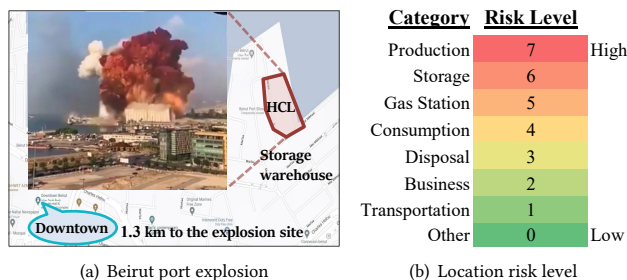 HCL
Storage
warehouse
Downtown
1.3 km to the explosion site
(a) Beirut port explosion
Category Risk Level
Production 7 High
Storage 6
Gas Station 5
Consumption 4
Disposal 3
Business 2
Transportation 1
Other 0 Low
(b) Location risk level